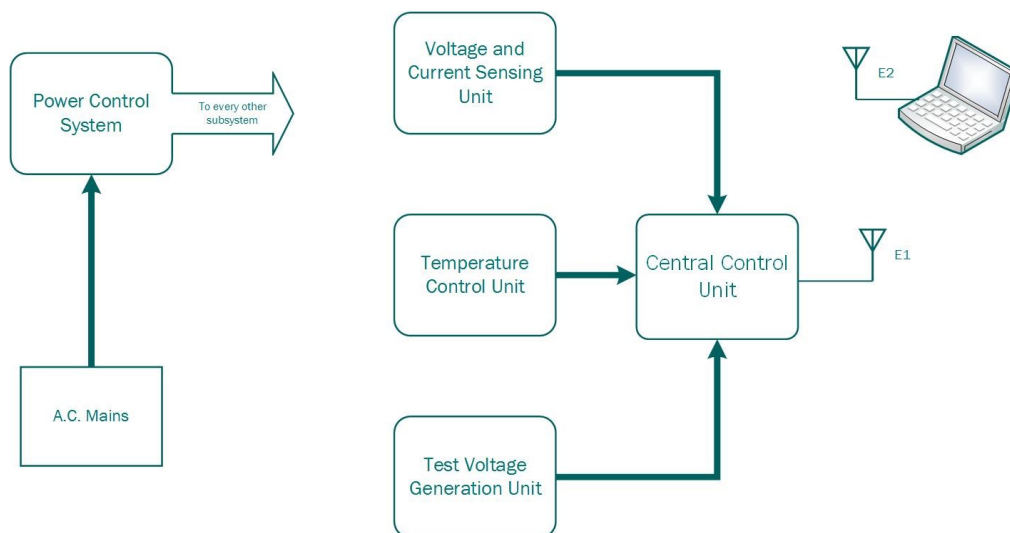 Power Control
System
To every other
subsystem
A.C. Mains
Voltage and
Current Sensing
Unit
Temperature
Control Unit
Test Voltage
Generation Unit
Central Control
Unit
E1
E2